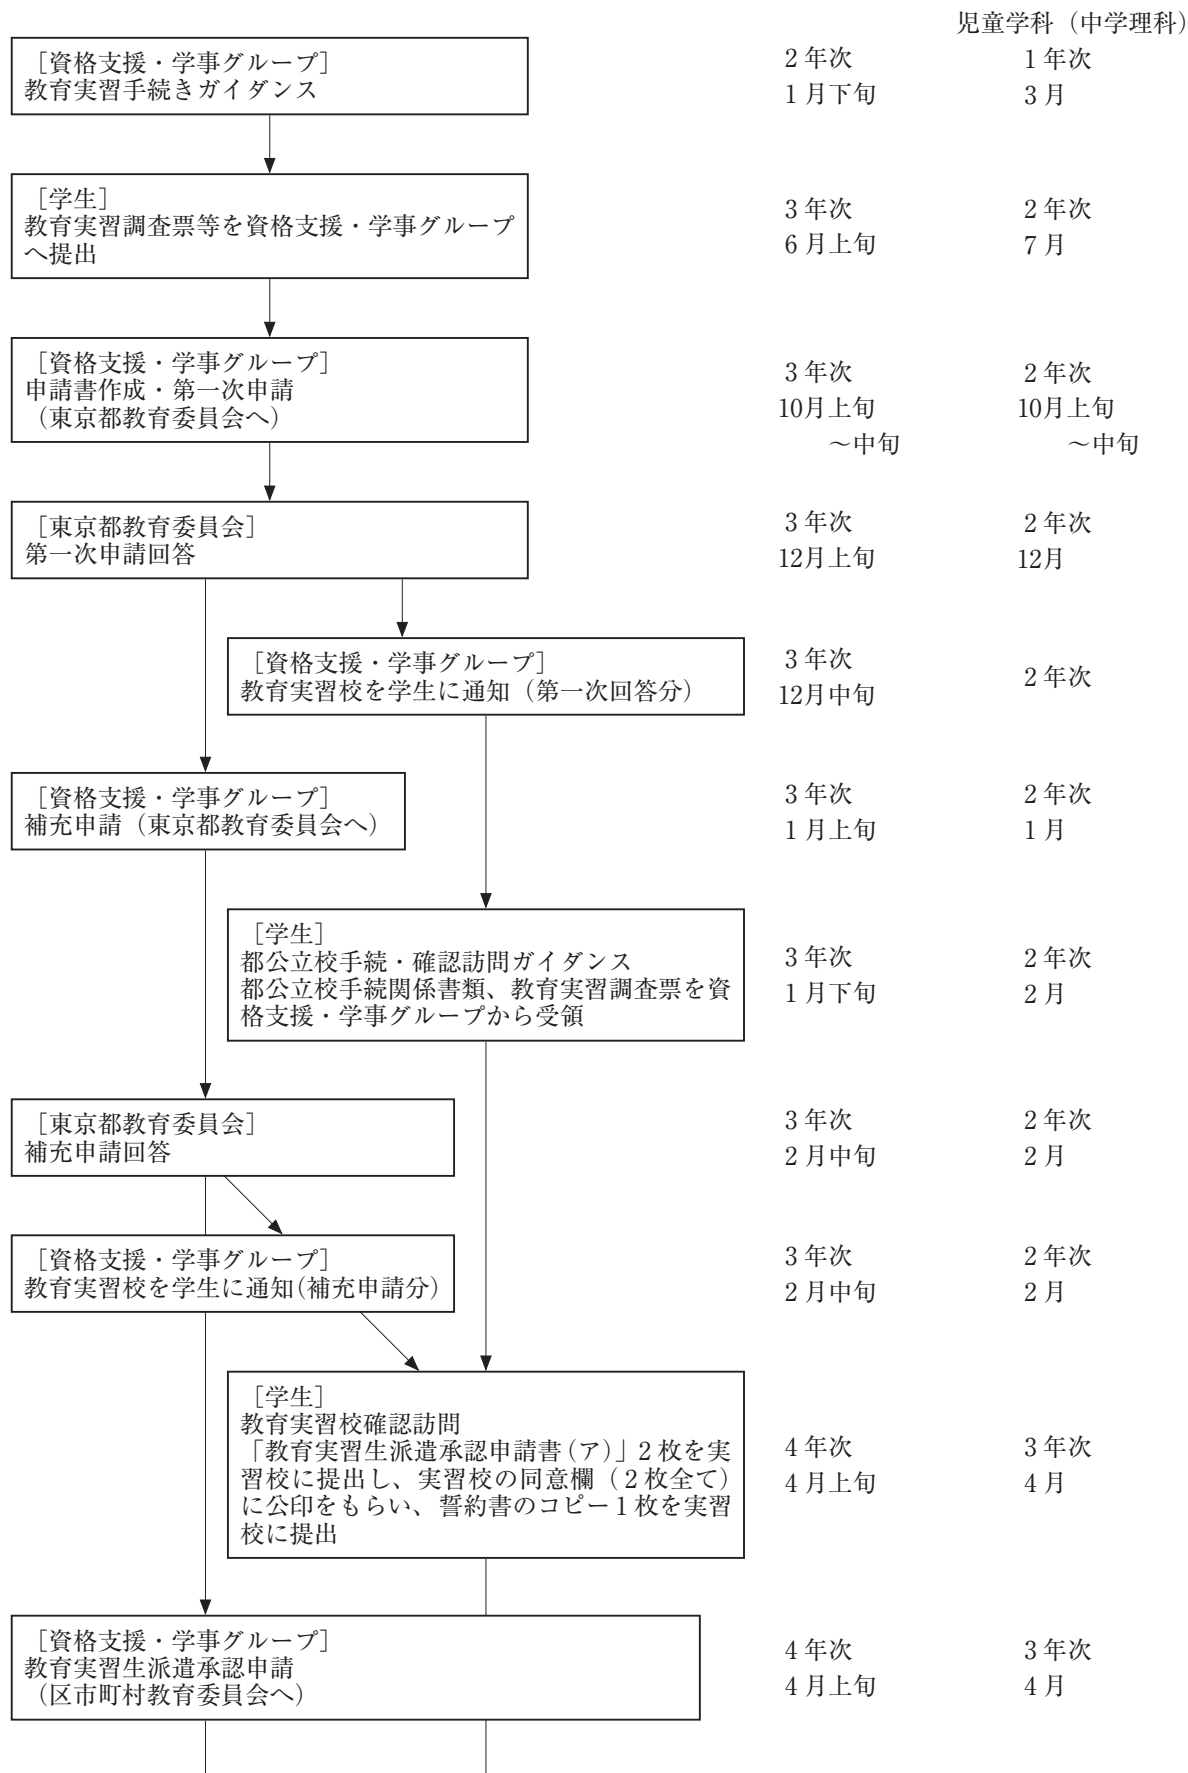 児童学科（中学理科）
［資格支援・学事グループ］
教育実習手続きガイダンス
2年次
1月下旬
1年次
3月
［学生］
教育実習調査票等を資格支援・学事グループ
へ提出
3年次
6月上旬
2年次
7月
［資格支援・学事グループ］
申請書作成・第一次申請
（東京都教育委員会へ）
3年次
10月上旬
～中旬
2年次
10月上旬
～中旬
［東京都教育委員会］
第一次申請回答
3年次
12月上旬
2年次
12月
［資格支援・学事グループ］
教育実習校を学生に通知（第一次回答分）
3年次
12月中旬
2年次
［資格支援・学事グループ］
補充申請（東京都教育委員会へ）
3年次
1月上旬
2年次
1月
［学生］
都公立校手続・確認訪問ガイダンス
都公立校手続関係書類、教育実習調査票を資
格支援・学事グループから受領
3年次
1月下旬
2年次
2月
［東京都教育委員会］
補充申請回答
3年次
2月中旬
2年次
2月
［資格支援・学事グループ］
教育実習校を学生に通知（補充申請分）
3年次
2月中旬
2年次
2月
［学生］
教育実習校確認訪問
「教育実習生派遣承認申請書（ア）」2枚を実
習校に提出し、実習校の同意欄（2枚全て）
に公印をもらい、誓約書のコピー1枚を実習
校に提出
4年次
4月上旬
3年次
4月
［資格支援・学事グループ］
教育実習生派遣承認申請
（区市町村教育委員会へ）
4年次
4月上旬
3年次
4月